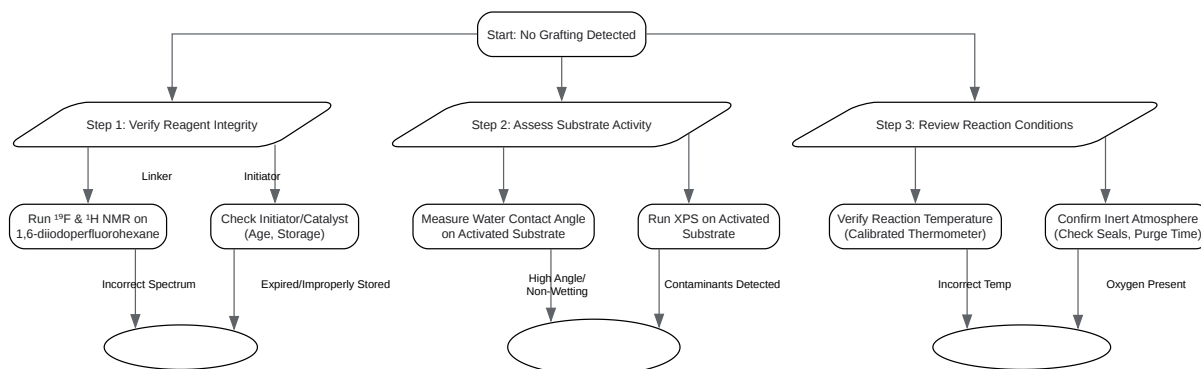 Start: No Grafting Detected
Step 1: Verify Reagent Integrity
Step 2: Assess Substrate Activity
Step 3: Review Reaction Conditions
Linker
Initiator
Run ¹⁹F & ¹H NMR on
1,6-diiodoperfluorohexane
Check Initiator/Catalyst
(Age, Storage)
Measure Water Contact Angle
on Activated Substrate
Run XPS on Activated
Substrate
Verify Reaction Temperature
(Calibrated Thermometer)
Confirm Inert Atmosphere
(Check Seals, Purge Time)
Incorrect Spectrum
Expired/Improperly Stored
High Angle/
Non-Wetting
Contaminants Detected
Incorrect Temp
Oxygen Present